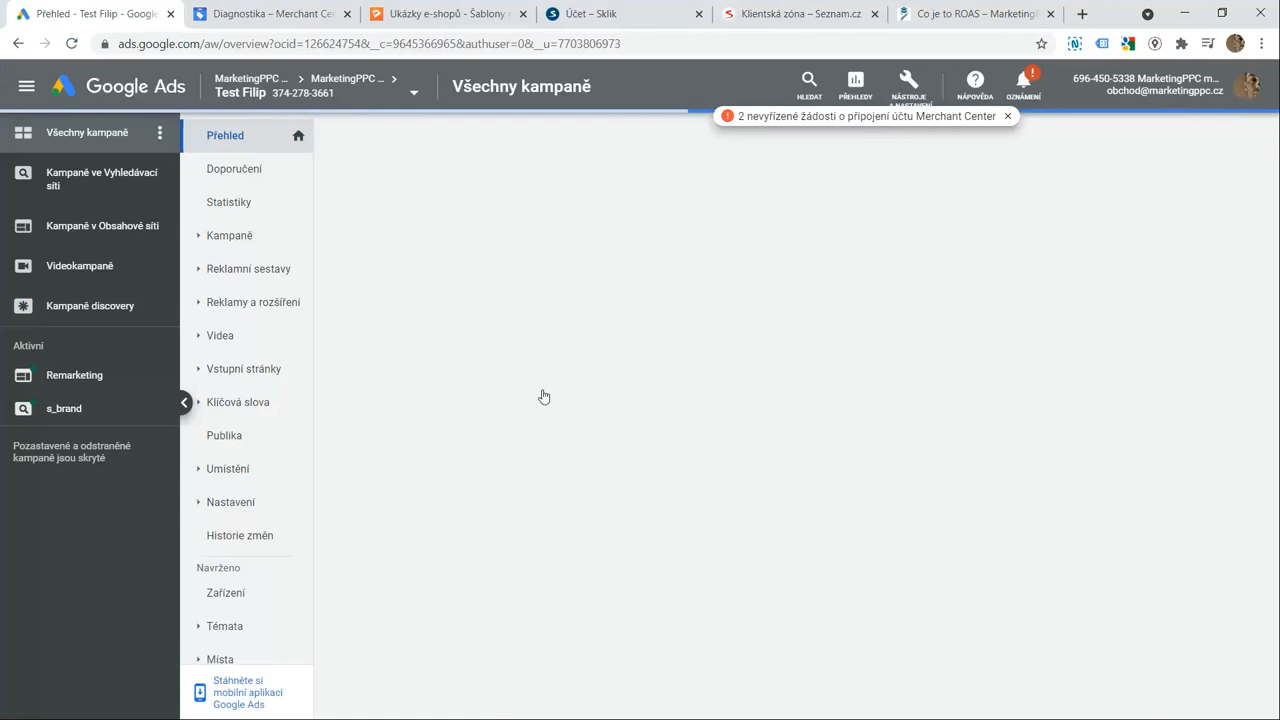 Přehled - Test Filip - Google
Diagnostika – Merchant Cen
Ukázky e-shopů - Šablony
Účet – Sklik
Klientská zóna – Seznam.cz
Co je to ROAS – Marketing
ads.google.com/aw/overview?ocid=126624754&__c=9645376965&authuser=0&__u=7703806973
Google Ads
MarketingPPC ...
MarketingPPC ...
Test Filip 374-278-3661
Všechny kampaně
HLEDAT
PŘEHLEDY
NÁSTROJE
A NASTAVENÍ
NÁPOVĚDA
OZNÁMENÍ
696-450-5338 MarketingPPC m...
obchod@marketingppc.cz
2 nevyřízené žádosti o připojení účtu Merchant Center
Všechny kampaně
Kampaně ve Vyhledávací
síti
Kampaně v Obsahové síti
Videokampaně
Kampaně discovery
Aktivní
Remarketing
s_brand
Pozastavené a odstraněné
kampaně jsou skryté
Přehled
Doporučení
Statistiky
Kampaně
Reklamní sestavy
Reklamy a rozšíření
Videa
Vstupní stránky
Klíčová slova
Publika
Umístění
Nastavení
Historie změn
Navrženo
Zařízení
Témata
Místa
Stáhněte si
mobilní aplikaci
Google Ads